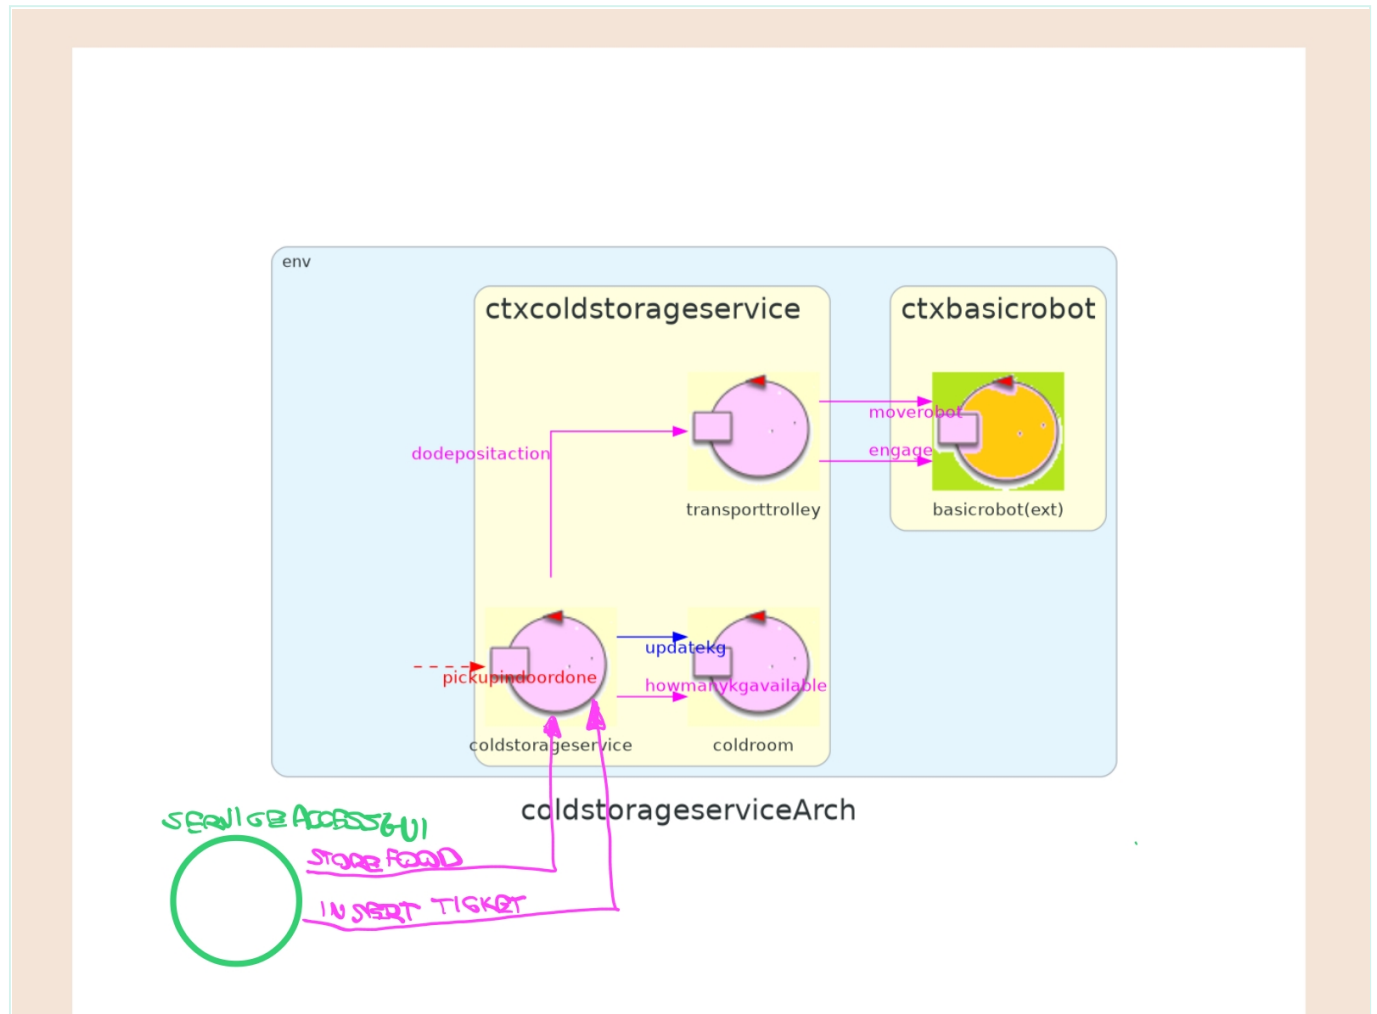 env
ctxcoldstorageservice
ctxbasicrobot
moverobot
dodepositaction
engage
transporttrolley
basicrobot(ext)
updatekg
pickupindoordone
howmanykgavailable
coldstorageservice
coldroom
coldstorageserviceArch
SERVICEACCESSGUI
STORE FOOD
INSERT TICKET